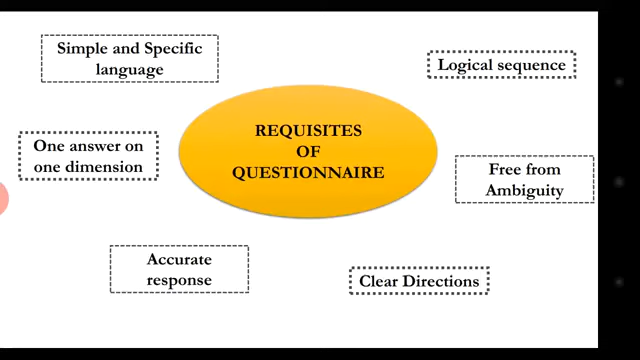 Simple and Specific
language
Logical sequence
REQUISITES
OF
QUESTIONNAIRE
One answer on
one dimension
Free from
Ambiguity
Accurate
response
Clear Directions